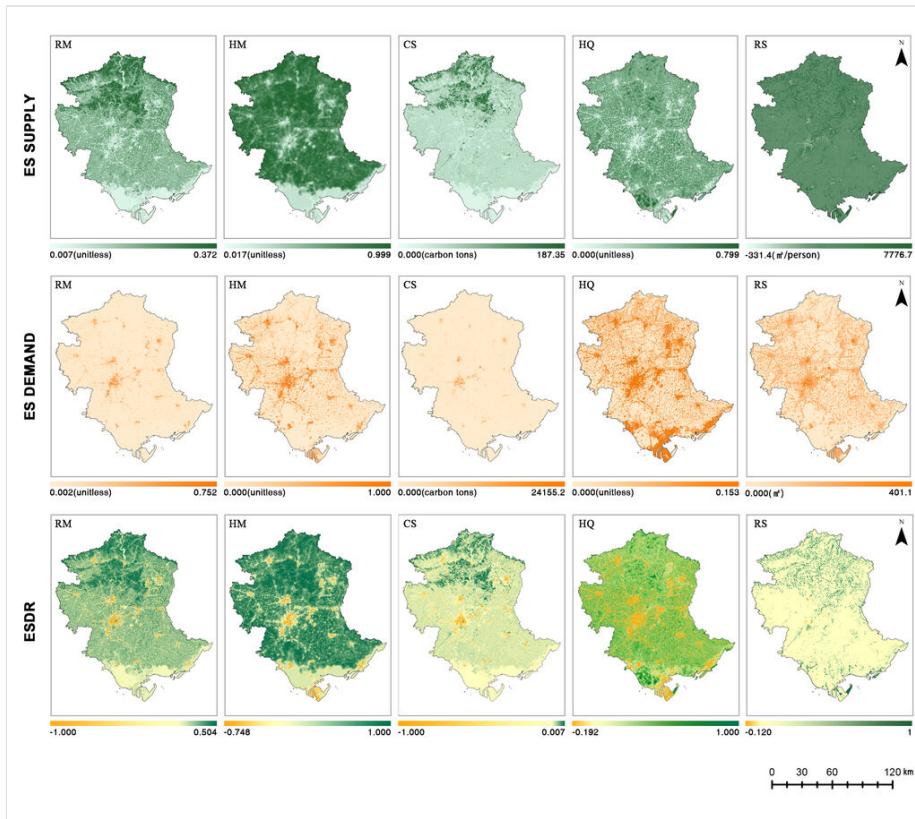 RM HM CS HQ RS
N
ES SUPPLY
0.007(unitless) 0.372 0.017(unitless) 0.999 0.000(carbon tons) 187.35 0.000(unitless) 0.799 -331.4(㎡/person) 7776.7
RM HM CS HQ RS
N
ES DEMAND
0.002(unitless) 0.752 0.000(unitless) 1.000 0.000(carbon tons) 24155.2 0.000(unitless) 0.153 0.000(㎡) 401.1
RM HM CS HQ RS
N
ESDR
-1.000 0.504 -0.748 1.000 -1.000 0.007 -0.192 1.000 -0.120 1
0 30 60 120 km